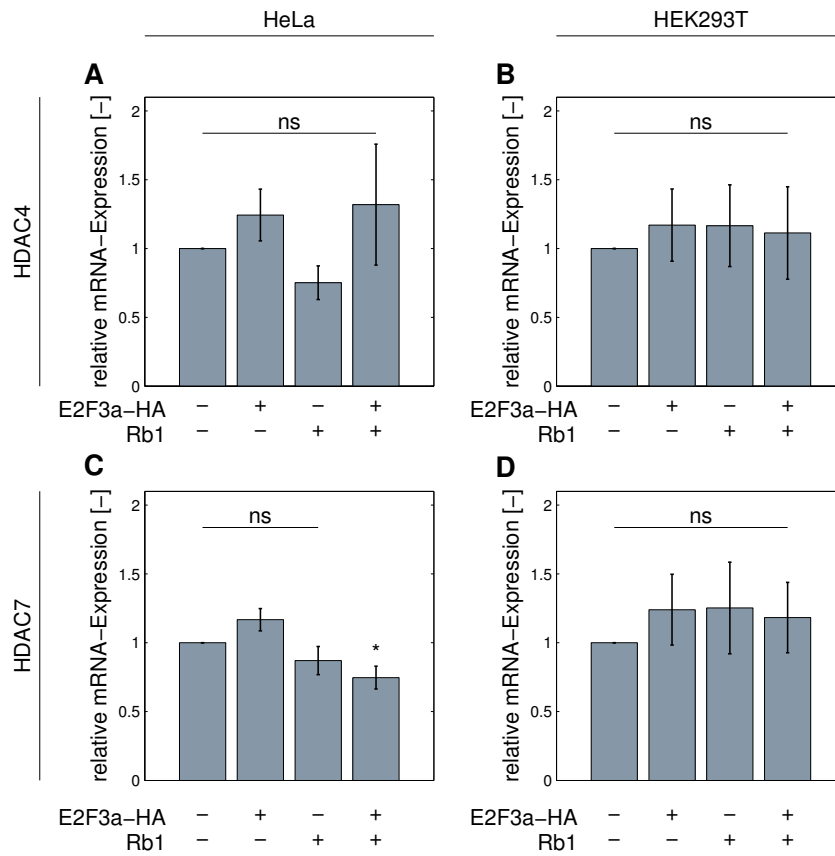 HeLa
HEK293T
HDAC4
A
relative mRNA−Expression [−]
2
1.5
1
0.5
0
ns
E2F3a−HA − + − +
Rb1 − − + +
B
relative mRNA−Expression [−]
2
1.5
1
0.5
0
ns
E2F3a−HA − + − +
Rb1 − − + +
HDAC7
C
relative mRNA−Expression [−]
2
1.5
1
0.5
0
ns
*
E2F3a−HA − + − +
Rb1 − − + +
D
relative mRNA−Expression [−]
2
1.5
1
0.5
0
ns
E2F3a−HA − + − +
Rb1 − − + +